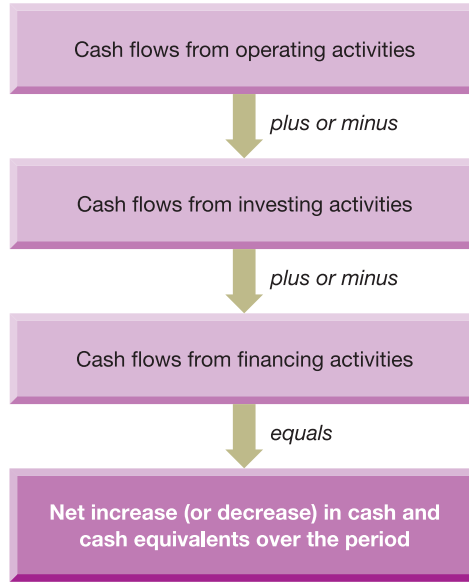 Cash flows from operating activities
plus or minus
Cash flows from investing activities
plus or minus
Cash flows from financing activities
equals
Net increase (or decrease) in cash and
cash equivalents over the period